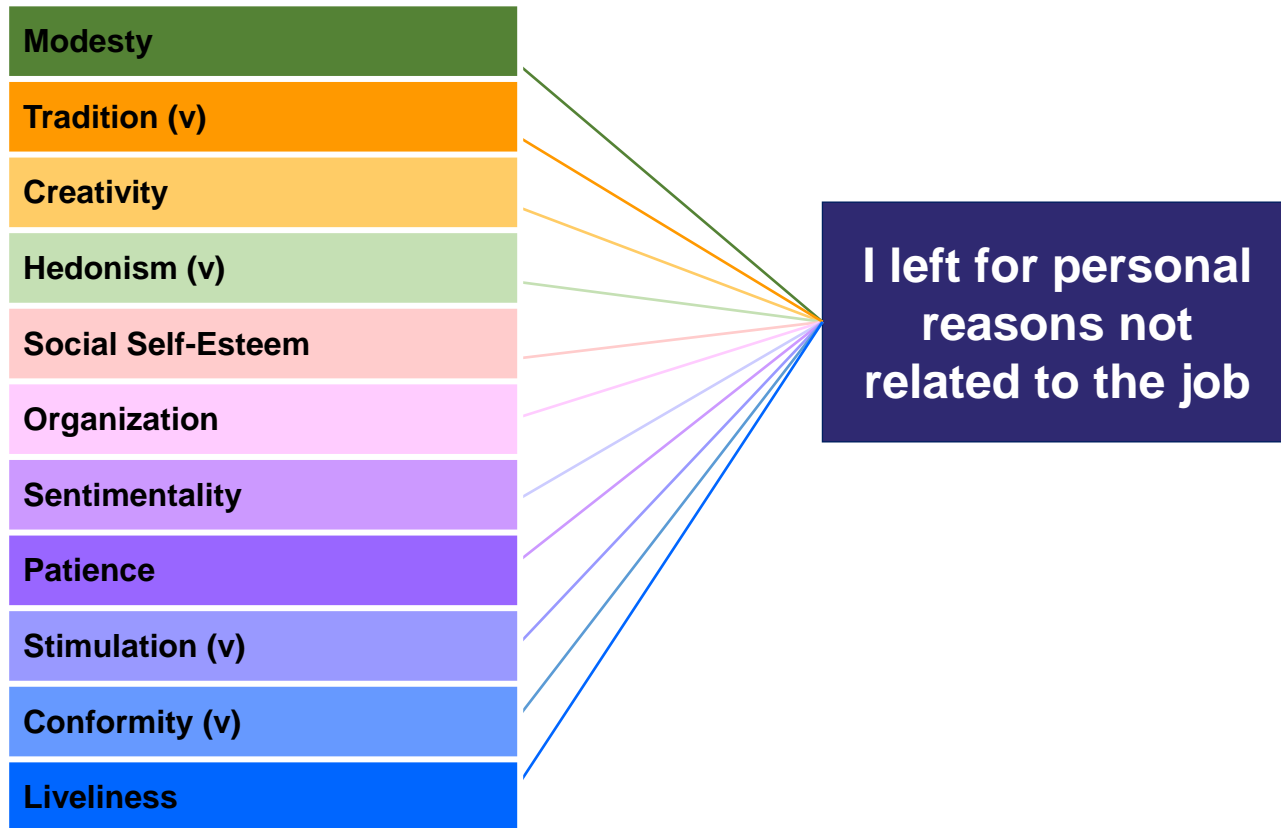 Modesty
Tradition (v)
Creativity
Hedonism (v)
Social Self-Esteem
Organization
Sentimentality
Patience
Stimulation (v)
Conformity (v)
Liveliness
I left for personal
reasons not
related to the job